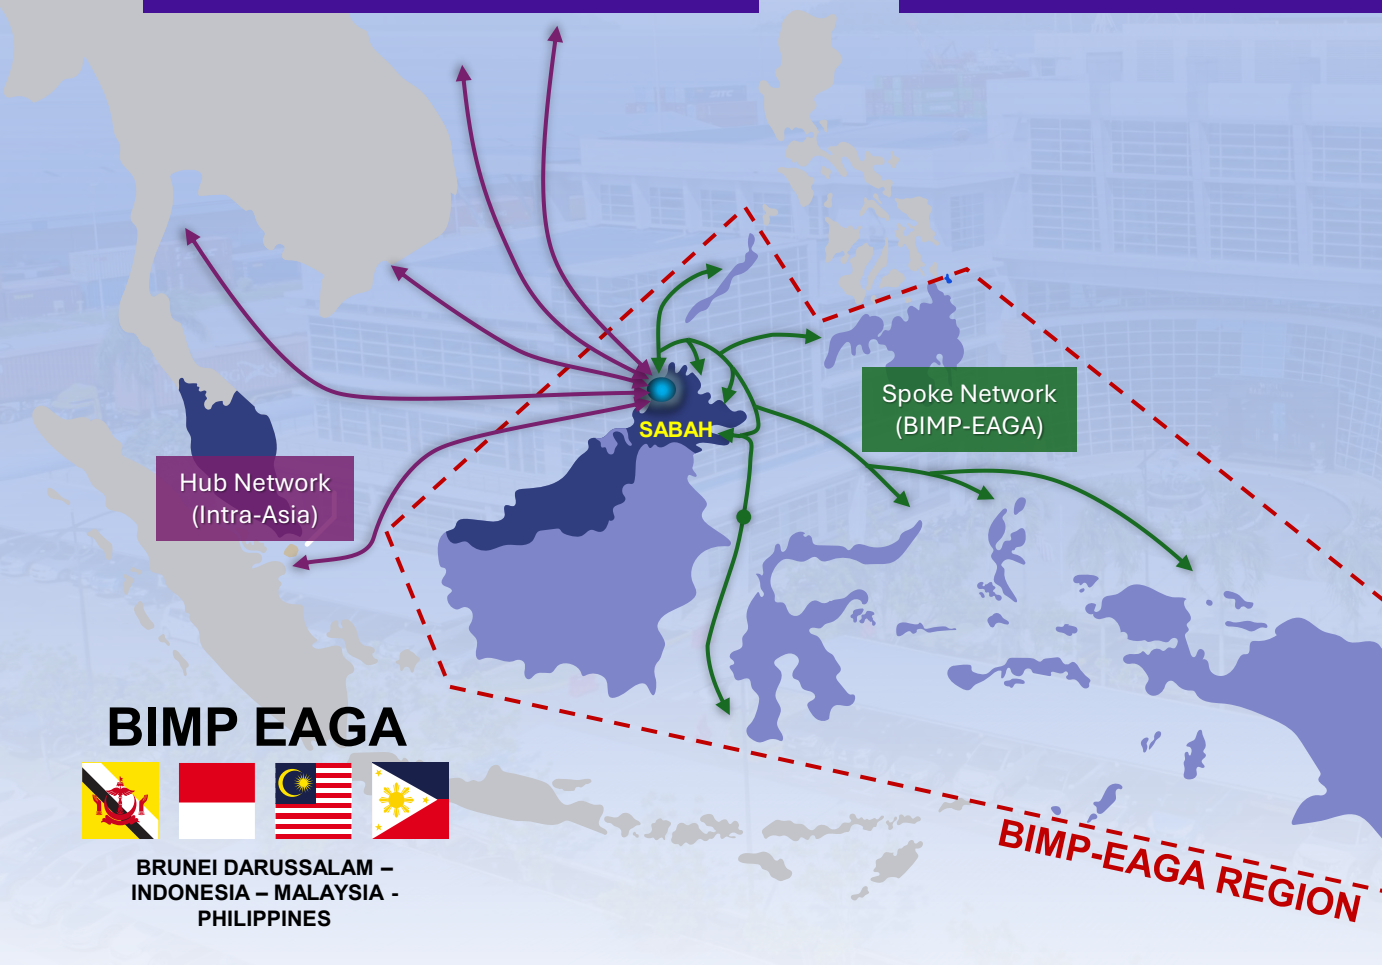 SABAH
Spoke Network
(BIMP-EAGA)
Hub Network
(Intra-Asia)
BIMP EAGA
BRUNEI DARUSSALAM –
INDONESIA – MALAYSIA -
PHILIPPINES
BIMP-EAGA REGION